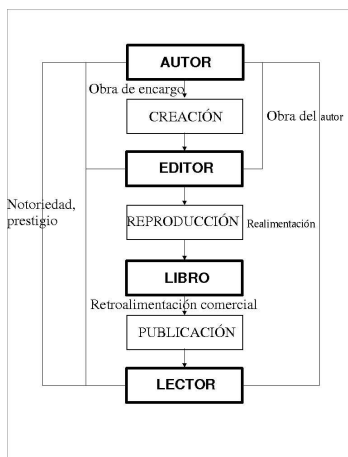 AUTOR
Obra de encargo
CREACIÓN
Obra del autor
EDITOR
Notoriedad,
prestigio
REPRODUCCIÓN
Realimentación
LIBRO
Retroalimentación comercial
PUBLICACIÓN
LECTOR